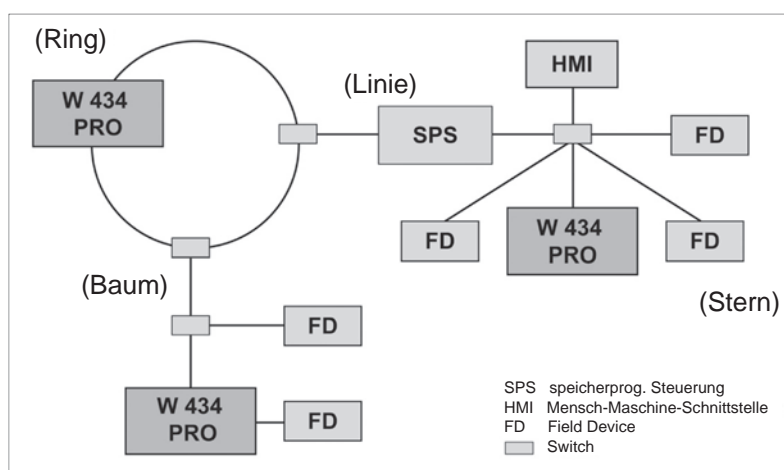 (Ring)
W 434
PRO
(Linie)
SPS
HMI
FD
FD
W 434
PRO
FD
(Stern)
(Baum)
FD
W 434
PRO
FD
SPS speicherprog. Steuerung
HMI Mensch-Maschine-Schnittstelle
FD Field Device
Switch